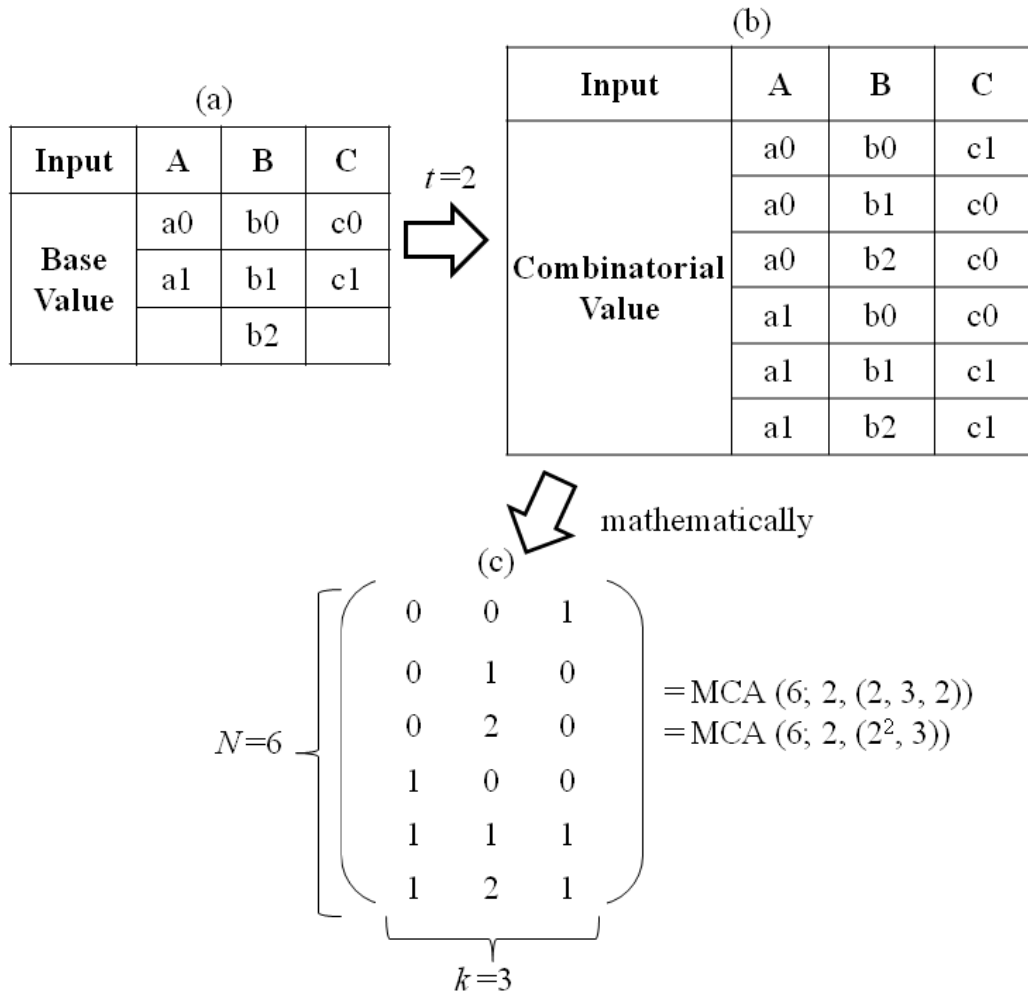 (a)
Input A B C
Base Value a0 b0 c0
a1 b1 c1
b2
t=2
(b)
Input A B C
Combinatorial Value a0 b0 c1
a0 b1 c0
a0 b2 c0
a1 b0 c0
a1 b1 c1
a1 b2 c1
mathematically
(c)
N=6
0 0 1
0 1 0
0 2 0
1 0 0
1 1 1
1 2 1
= MCA (6; 2, (2, 3, 2))
= MCA (6; 2, (2², 3))
k=3